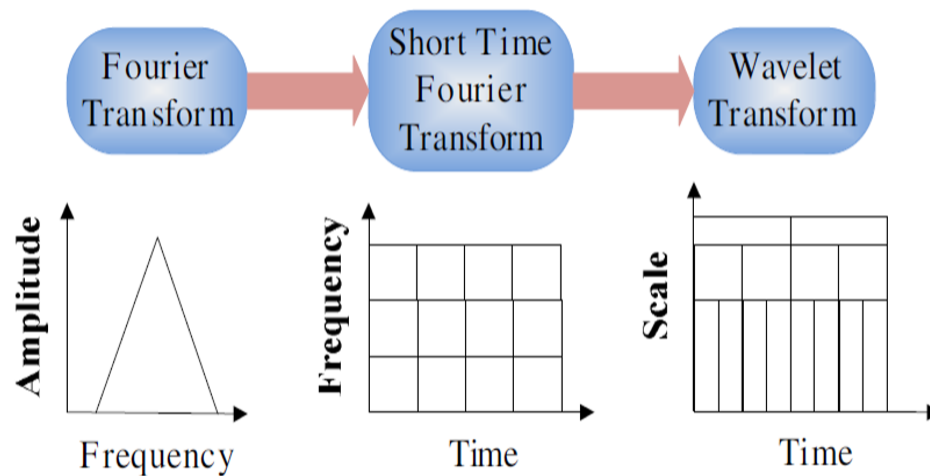 Fourier
Transform
Short Time
Fourier
Transform
Wavelet
Transform
Amplitude
Frequency
Frequency
Time
Scale
Time